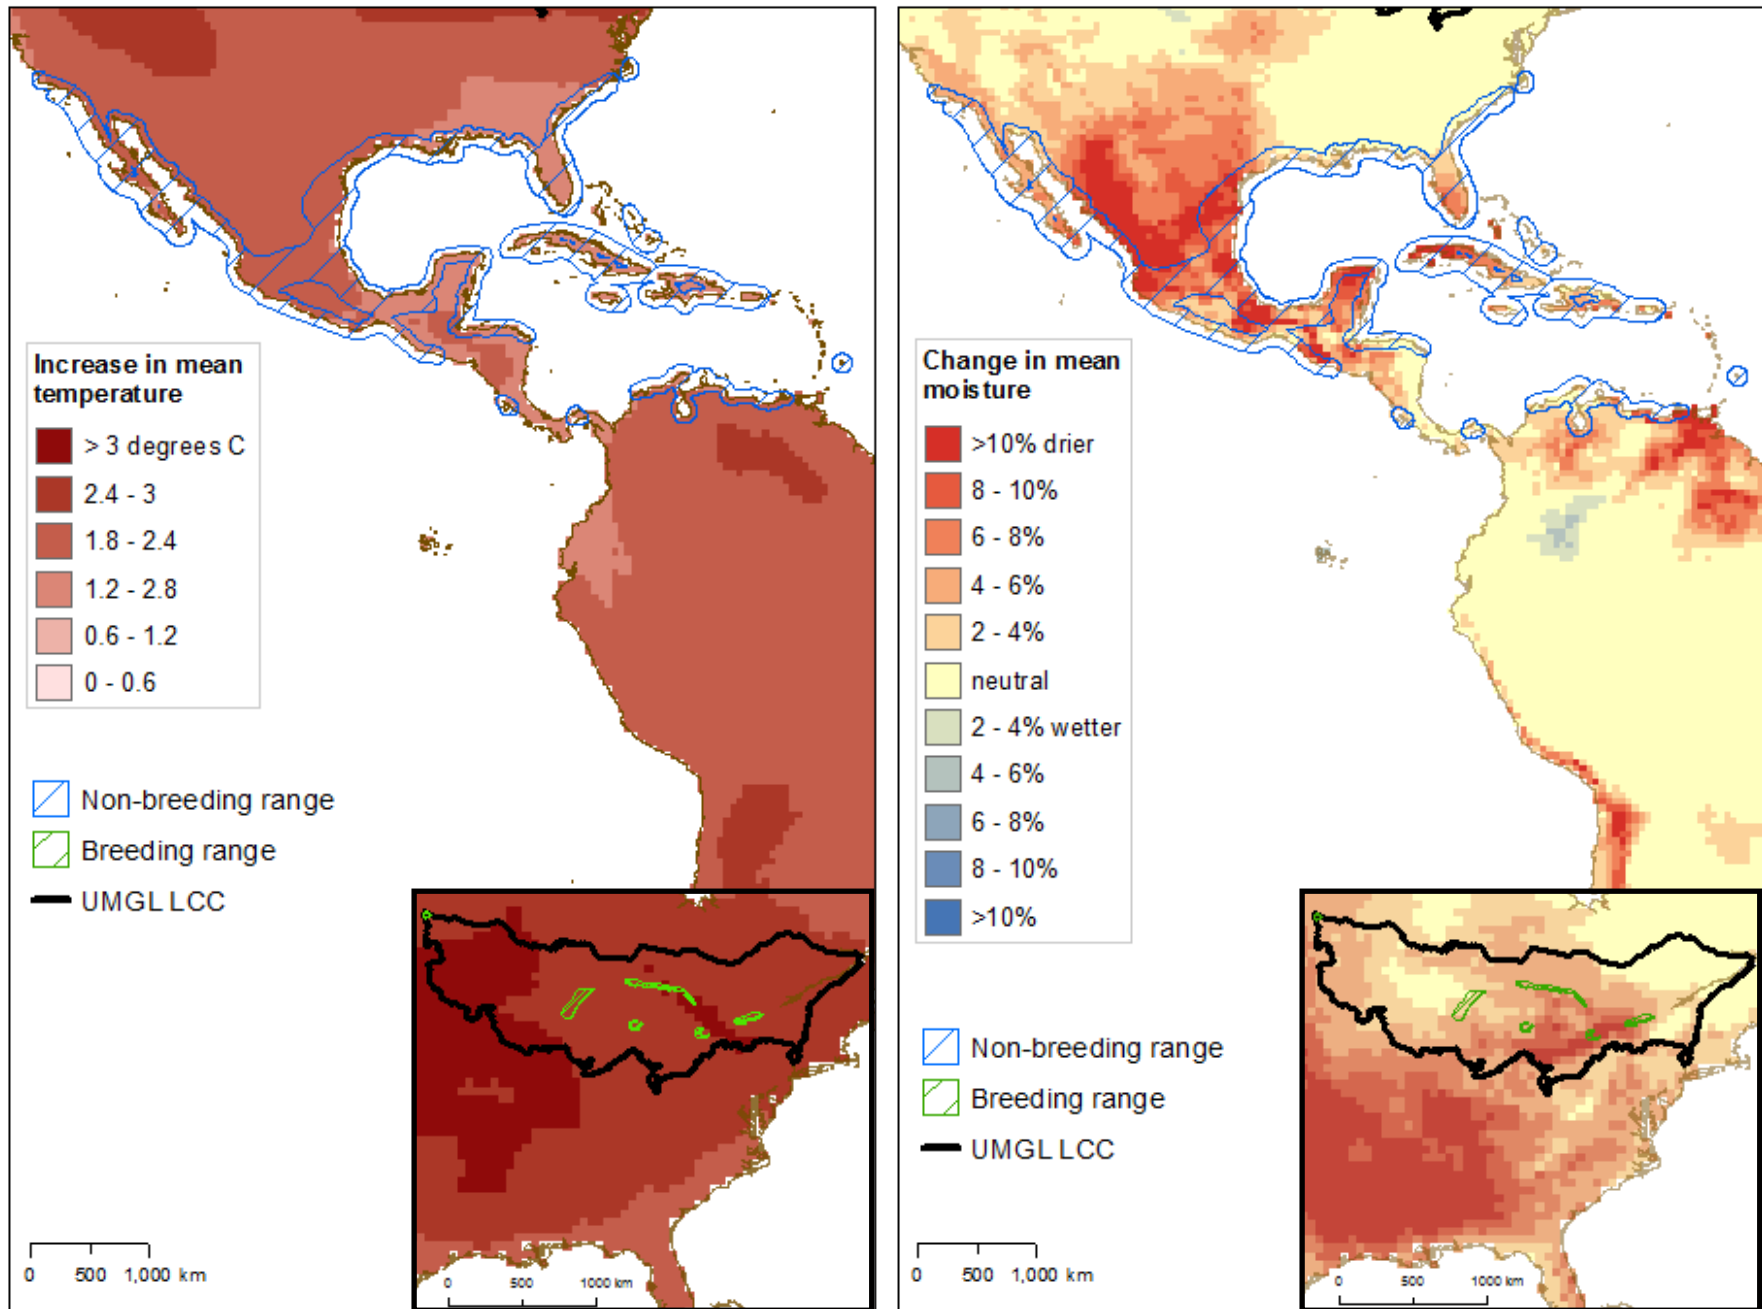 Increase in mean
temperature
> 3 degrees C
2.4 - 3
1.8 - 2.4
1.2 - 2.8
0.6 - 1.2
0 - 0.6
Non-breeding range
Breeding range
UMGL LCC
0 500 1,000 km
0 500 1000 km
Change in mean
moisture
>10% drier
8 - 10%
6 - 8%
4 - 6%
2 - 4%
neutral
2 - 4% wetter
4 - 6%
6 - 8%
8 - 10%
>10%
Non-breeding range
Breeding range
UMGL LCC
0 500 1,000 km
0 500 1000 km